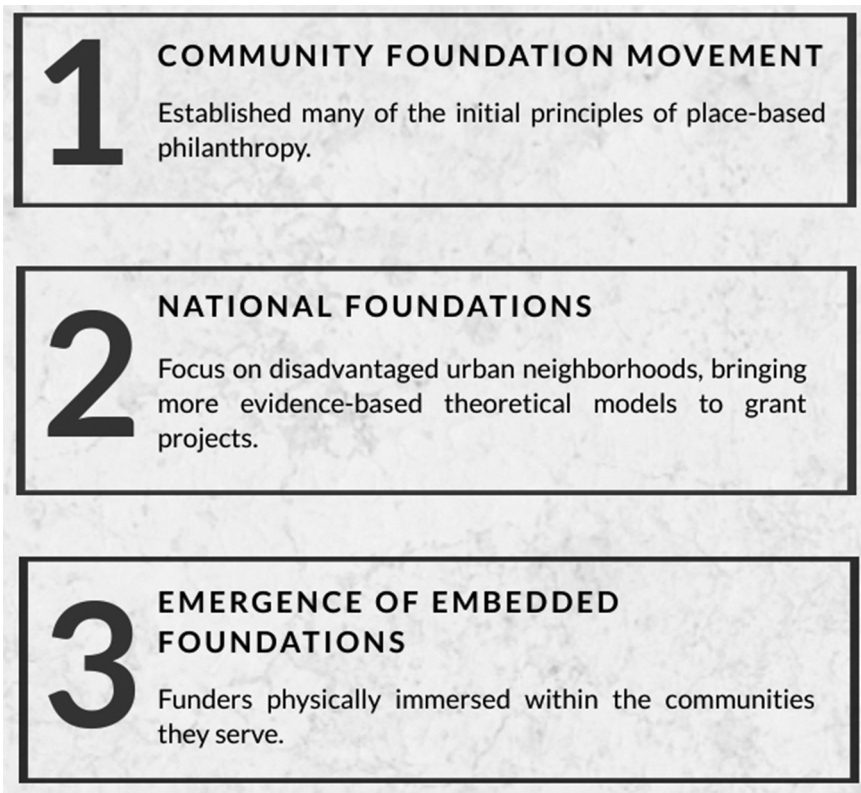 1
COMMUNITY FOUNDATION MOVEMENT
Established many of the initial principles of place-based
philanthropy.
2
NATIONAL FOUNDATIONS
Focus on disadvantaged urban neighborhoods, bringing
more evidence-based theoretical models to grant
projects.
3
EMERGENCE OF EMBEDDED
FOUNDATIONS
Funders physically immersed within the communities
they serve.